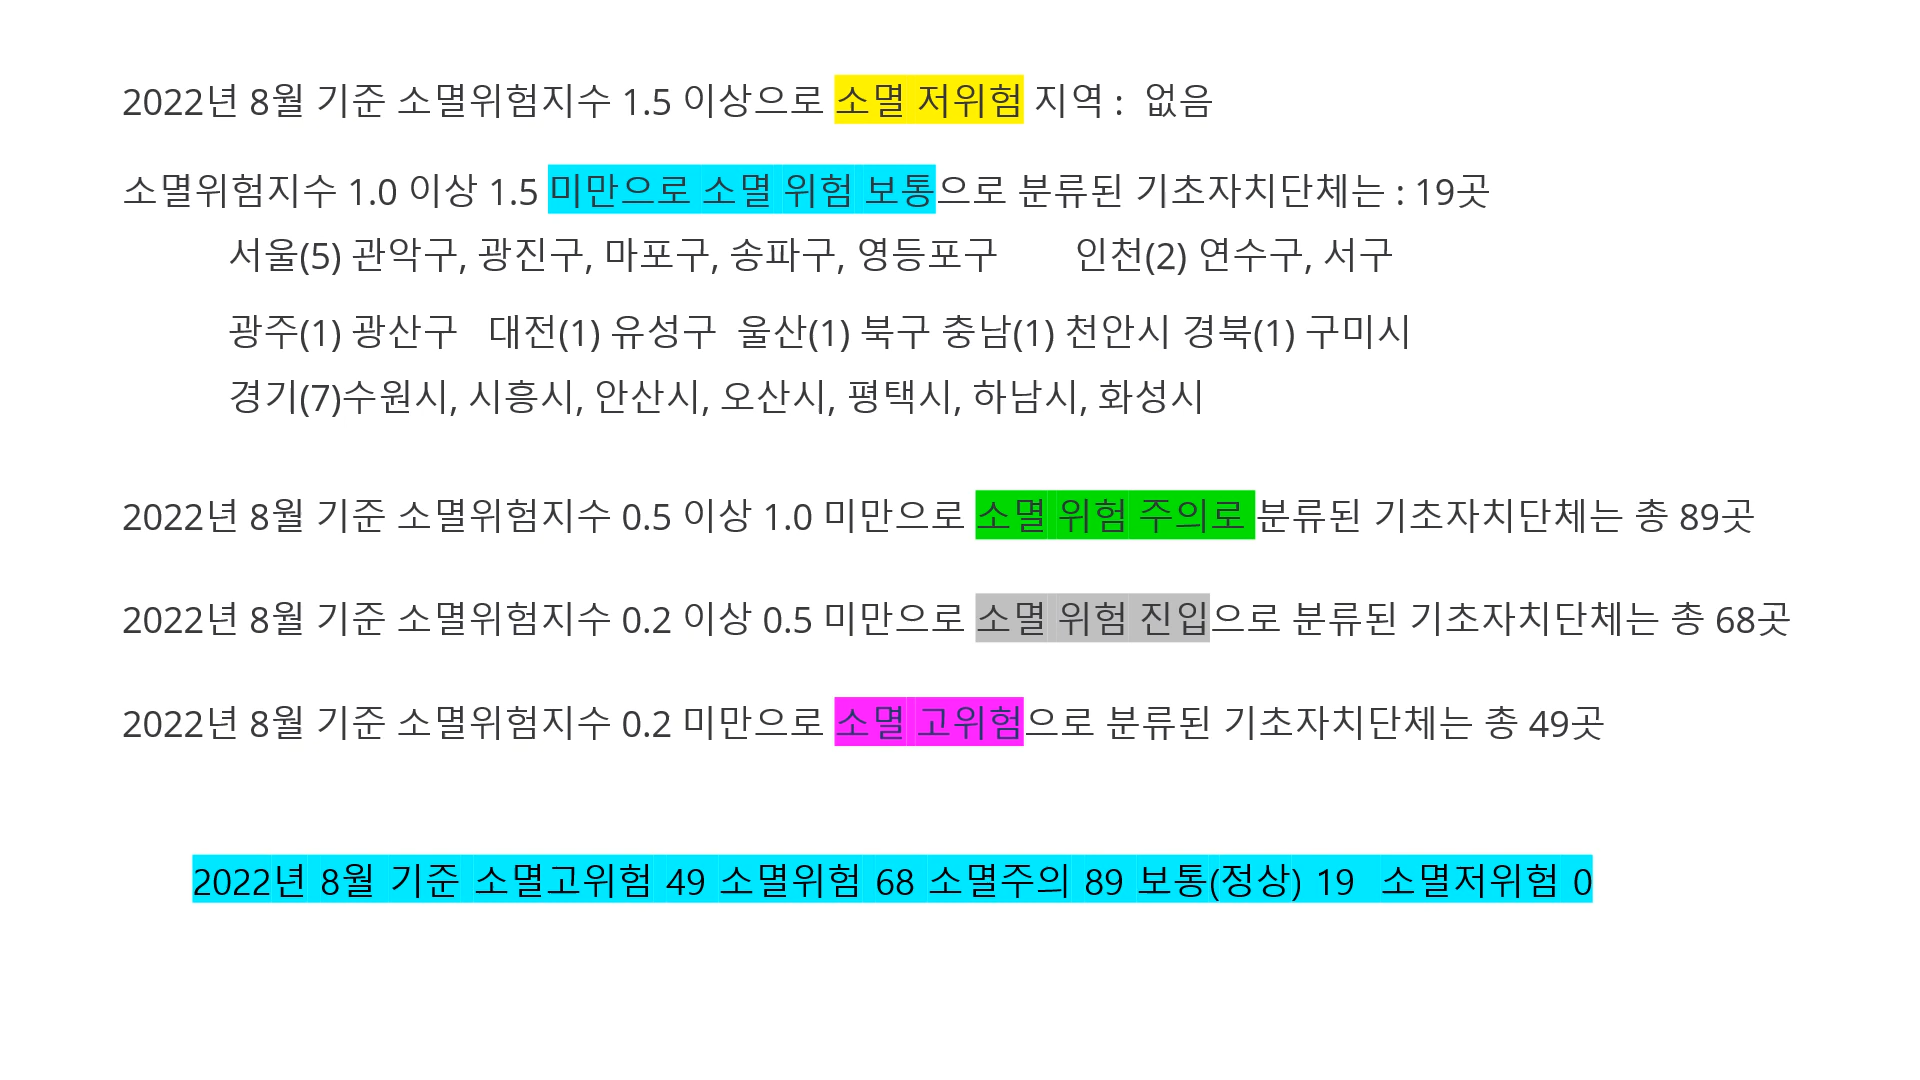 2022년 8월 기준 소멸위험지수 1.5 이상으로 소멸 저위험 지역 : 없음
소멸위험지수 1.0 이상 1.5 미만으로 소멸 위험 보통으로 분류된 기초자치단체는 : 19곳
서울(5) 관악구, 광진구, 마포구, 송파구, 영등포구 인천(2) 연수구, 서구
광주(1) 광산구 대전(1) 유성구 울산(1) 북구 충남(1) 천안시 경북(1) 구미시
경기(7)수원시, 시흥시, 안산시, 오산시, 평택시, 하남시, 화성시
2022년 8월 기준 소멸위험지수 0.5 이상 1.0 미만으로 소멸 위험 주의로 분류된 기초자치단체는 총 89곳
2022년 8월 기준 소멸위험지수 0.2 이상 0.5 미만으로 소멸 위험 진입으로 분류된 기초자치단체는 총 68곳
2022년 8월 기준 소멸위험지수 0.2 미만으로 소멸 고위험으로 분류된 기초자치단체는 총 49곳
2022년 8월 기준 소멸고위험 49 소멸위험 68 소멸주의 89 보통(정상) 19 소멸저위험 0